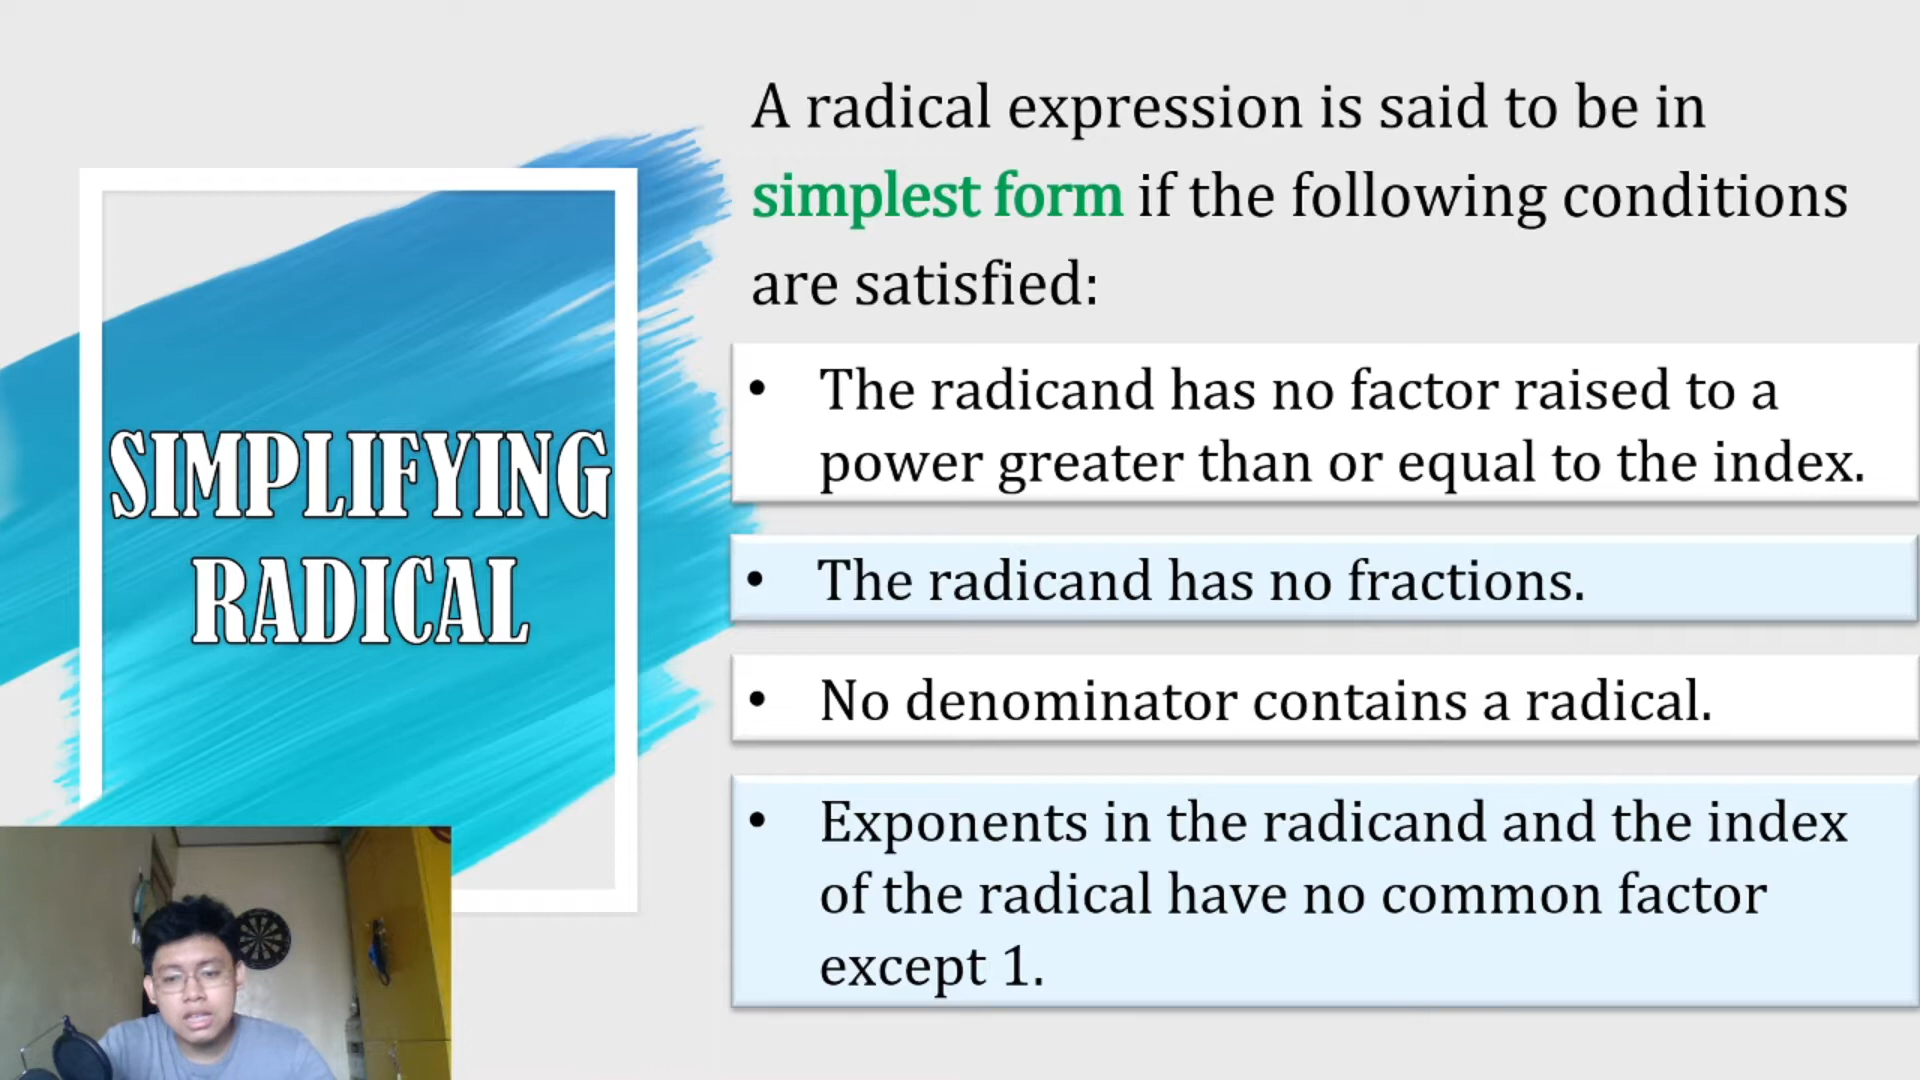 SIMPLIFYING
RADICAL
A radical expression is said to be in
simplest form if the following conditions
are satisfied:
• The radicand has no factor raised to a
power greater than or equal to the index.
• The radicand has no fractions.
• No denominator contains a radical.
• Exponents in the radicand and the index
of the radical have no common factor
except 1.